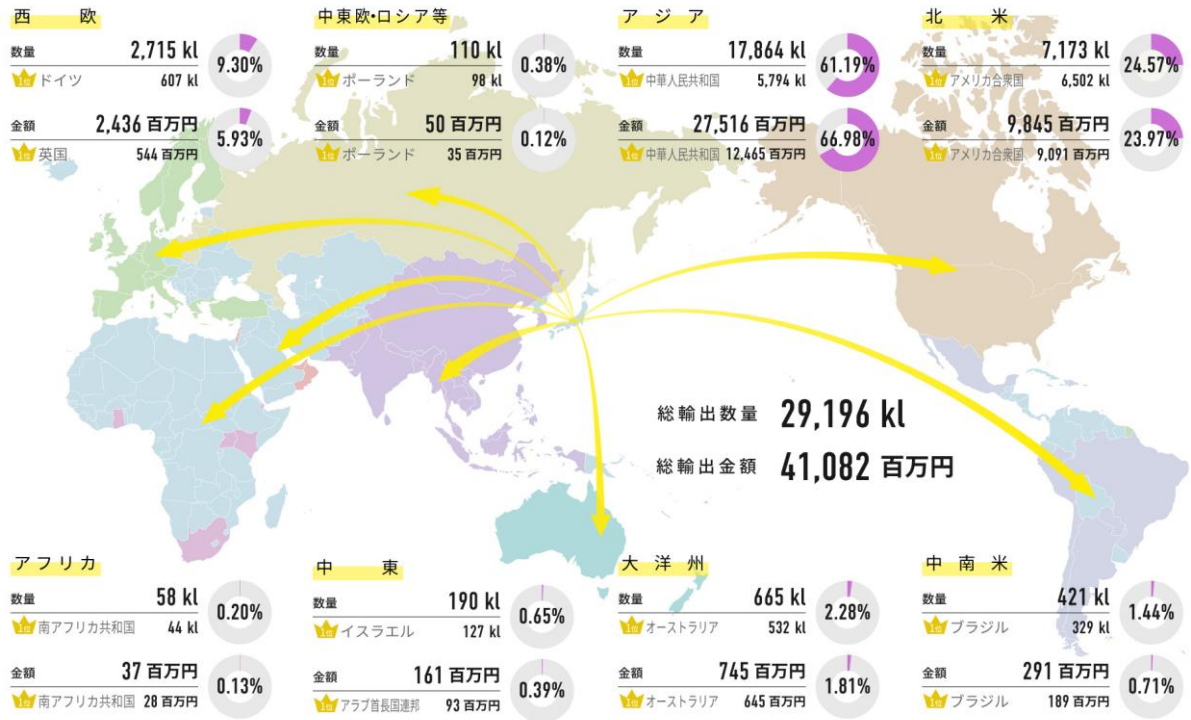 西欧
数量 2,715 kl
1位 ドイツ 607 kl
9.30%
金額 2,436 百万円
1位 英国 544 百万円
5.93%
中東欧・ロシア等
数量 110 kl
1位 ポーランド 98 kl
0.38%
金額 50 百万円
1位 ポーランド 35 百万円
0.12%
アジア
数量 17,864 kl
1位 中華人民共和国 5,794 kl
61.19%
金額 27,516 百万円
1位 中華人民共和国 12,465 百万円
66.98%
北米
数量 7,173 kl
1位 アメリカ合衆国 6,502 kl
24.57%
金額 9,845 百万円
1位 アメリカ合衆国 9,091 百万円
23.97%
総輸出数量 29,196 kl
総輸出金額 41,082 百万円
アフリカ
数量 58 kl
1位 南アフリカ共和国 44 kl
0.20%
金額 37 百万円
1位 南アフリカ共和国 28 百万円
0.13%
中東
数量 190 kl
1位 イスラエル 127 kl
0.65%
金額 161 百万円
1位 アラブ首長国連邦 93 百万円
0.39%
大洋州
数量 665 kl
1位 オーストラリア 532 kl
2.28%
金額 745 百万円
1位 オーストラリア 645 百万円
1.81%
中南米
数量 421 kl
1位 ブラジル 329 kl
1.44%
金額 291 百万円
1位 ブラジル 189 百万円
0.71%